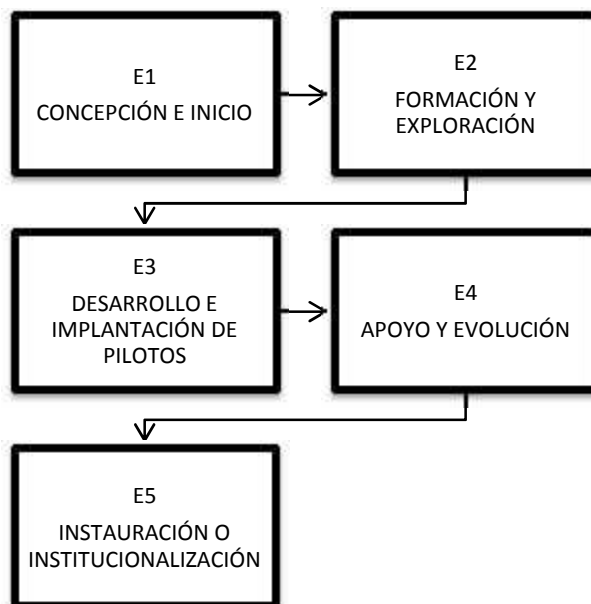 E1
CONCEPCIÓN E INICIO
E2
FORMACIÓN Y
EXPLORACIÓN
E3
DESARROLLO E
IMPLANTACIÓN DE
PILOTOS
E4
APOYO Y EVOLUCIÓN
E5
INSTAURACIÓN O
INSTITUCIONALIZACIÓN